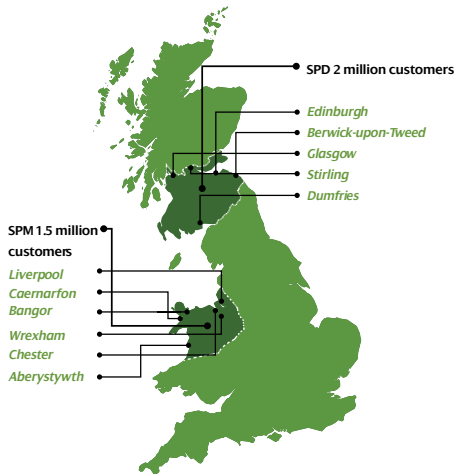 SPD 2 million customers
Edinburgh
Berwick-upon-Tweed
Glasgow
Stirling
Dumfries
SPM 1.5 million
customers
Liverpool
Caernarfon
Bangor
Wrexham
Chester
Aberystwyth